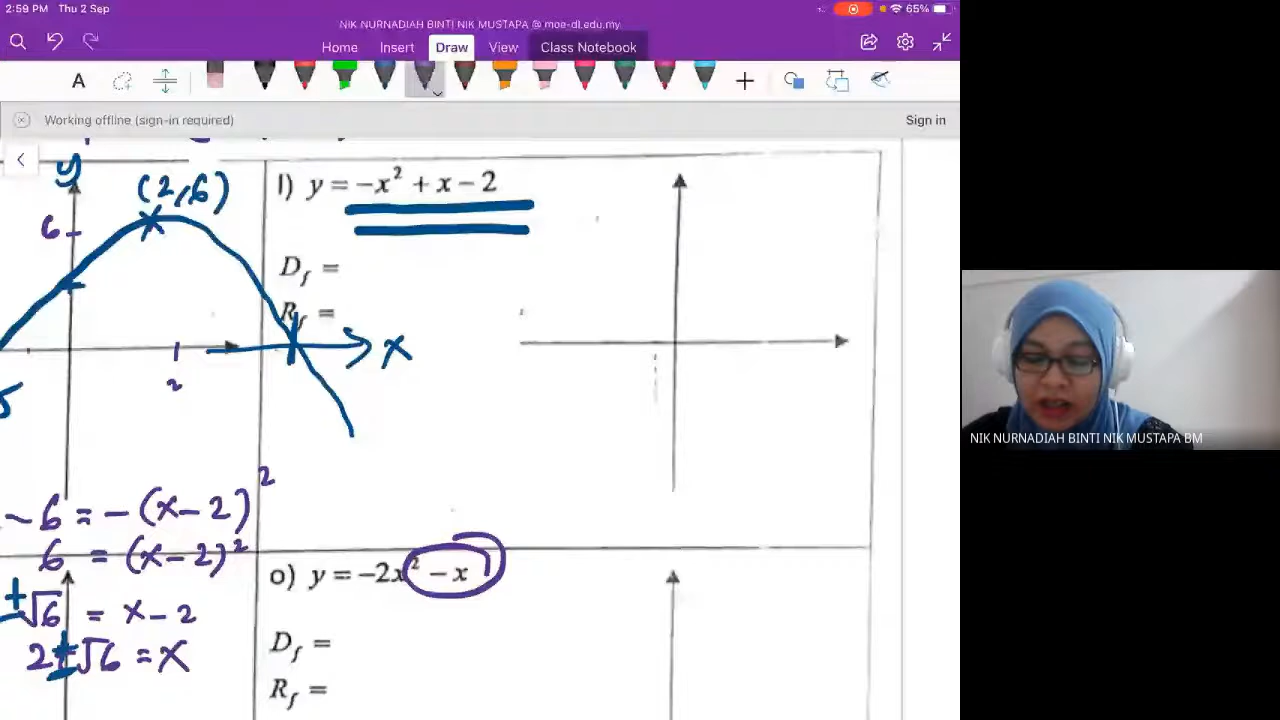 2:59 PM Thu 2 Sep
65%
NIK NURNADIAH BINTI NIK MUSTAPA @ moe-dl.edu.my
Home Insert Draw View Class Notebook
A
Working offline (sign-in required)
Sign in
y
(2,6)
6
x
2
5
l) y = -x² + x - 2
D_f =
R_f =
- 6 = -(x-2)²
6 = (x-2)²
±√6 = x - 2
2±√6 = x
o) y = -2x² - x
D_f =
R_f =
NIK NURNADIAH BINTI NIK MUSTAPA BM